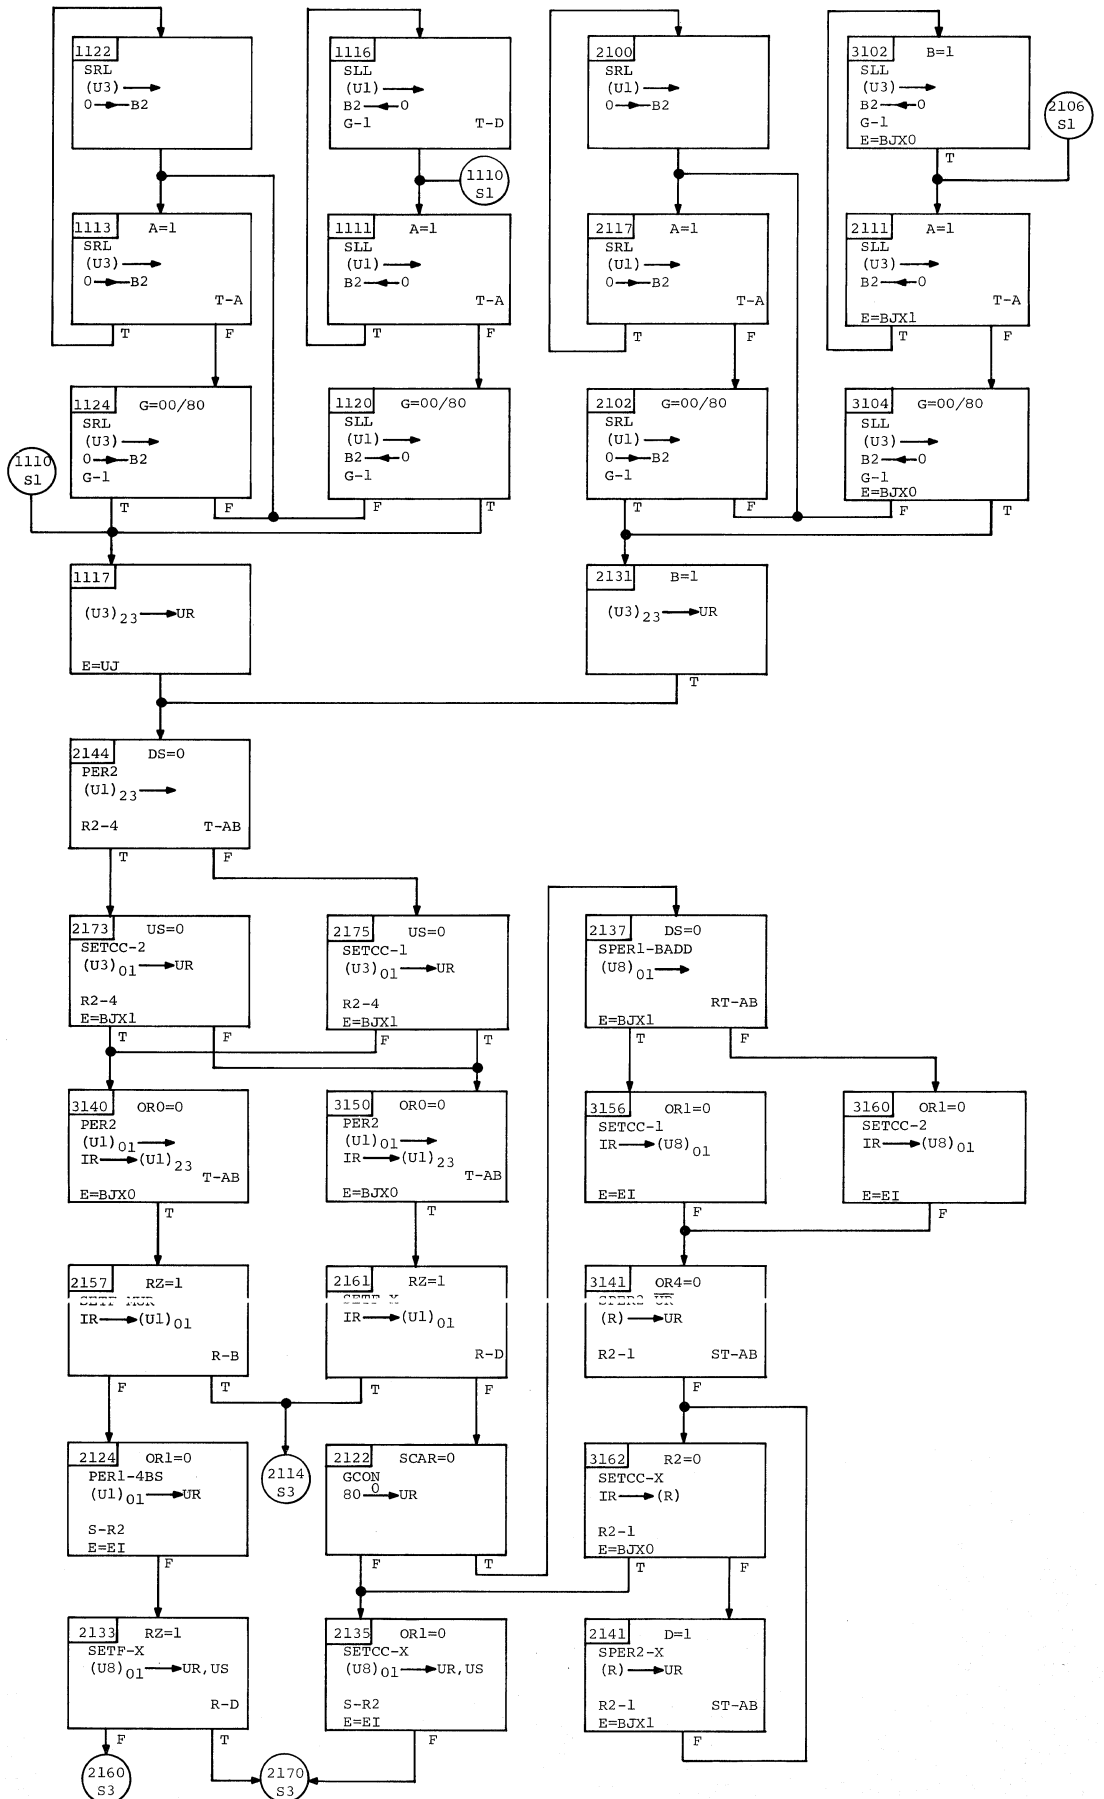 1122
SRL
(U3)
0 B2
1116
SLL
(U1)
B2 0
G-1 T-D
2100
SRL
(U1)
0 B2
3102 B=1
SLL
(U3)
B2 0
G-1
E=BJX0
T
2106
S1
1110
S1
1113 A=1
SRL
(U3)
0 B2
T-A
T F
1111 A=1
SLL
(U1)
B2 0
T-A
T F
2117 A=1
SRL
(U1)
0 B2
T-A
T F
2111 A=1
SLL
(U3)
B2 0
T-A
E=BJX1
T F
1124 G=00/80
SRL
(U3)
0 B2
G-1
T F
1120 G=00/80
SLL
(U1)
B2 0
G-1
F T
2102 G=00/80
SRL
(U1)
0 B2
G-1
T F
3104 G=00/80
SLL
(U3)
B2 0
G-1
E=BJX0
F T
1110
S1
1117
(U3)23 UR
E=UJ
2131 B=1
(U3)23 UR
T
2144 DS=0
PER2
(U1)23
R2-4 T-AB
T F
2173 US=0
SETCC-2
(U3)01 UR
R2-4
E=BJX1
T F
2175 US=0
SETCC-1
(U3)01 UR
R2-4
E=BJX1
F T
2137 DS=0
SPER1-BADD
(U8)01
RT-AB
E=BJX1
T F
3140 OR0=0
PER2
(U1)01
IR (U1)23
T-AB
E=BJX0
T
3150 OR0=0
PER2
(U1)01
IR (U1)23
T-AB
E=BJX0
T
3156 OR1=0
SETCC-1
IR (U8)01
E=EI
F
3160 OR1=0
SETCC-2
IR (U8)01
E=EI
F
2157 RZ=1
IR (U1)01
R-B
F T
2161 RZ=1
IR (U1)01
R-D
T F
3141 OR4=0
(R) UR
R2-1 ST-AB
F
2124 OR1=0
PER1-4BS
(U1)01 UR
S-R2
E=EI
F
2114
S3
2122 SCAR=0
GCON
80 0 UR
F T
3162 R2=0
SETCC-X
IR (R)
R2-1
E=BJX0
T F
2133 RZ=1
SETF-X
(U8)01 UR,US
R-D
F T
2135 OR1=0
SETCC-X
(U8)01 UR,US
S-R2
E=EI
F
2141 D=1
SPER2-X
(R) UR
R2-1 ST-AB
E=BJX1
F
2160
S3
2170
S3